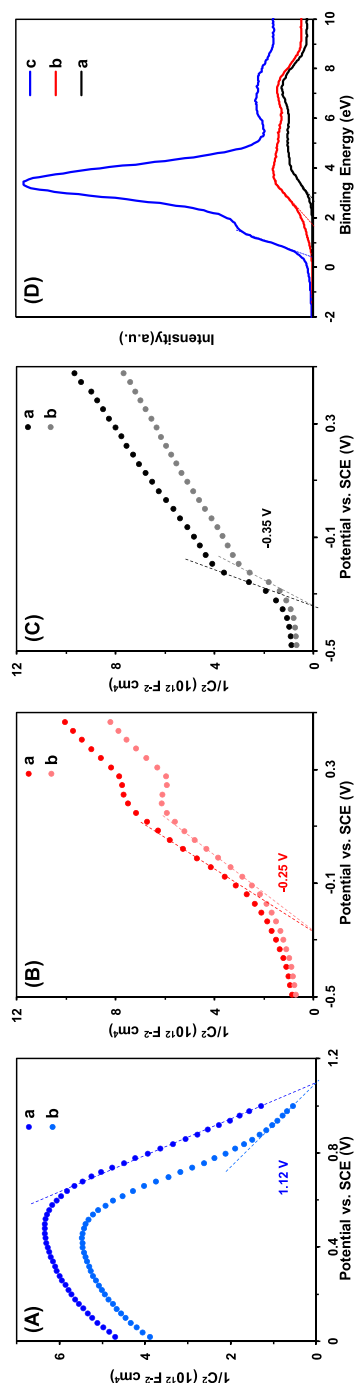 (A)
a
b
1/C² (10¹² F⁻² cm⁴)
6
4
2
0
1.12 V
0
0.4
0.8
1.2
Potential vs. SCE (V)
(B)
a
b
1/C² (10¹² F⁻² cm⁴)
10
8
6
4
2
0
-0.25 V
-0.5
-0.1
0.3
Potential vs. SCE (V)
(C)
a
b
1/C² (10¹² F⁻² cm⁴)
12
8
4
0
-0.35 V
-0.5
-0.1
0.3
Potential vs. SCE (V)
(D)
c
b
a
Intensity(a.u.)
-2
0
2
4
6
8
10
Binding Energy (eV)